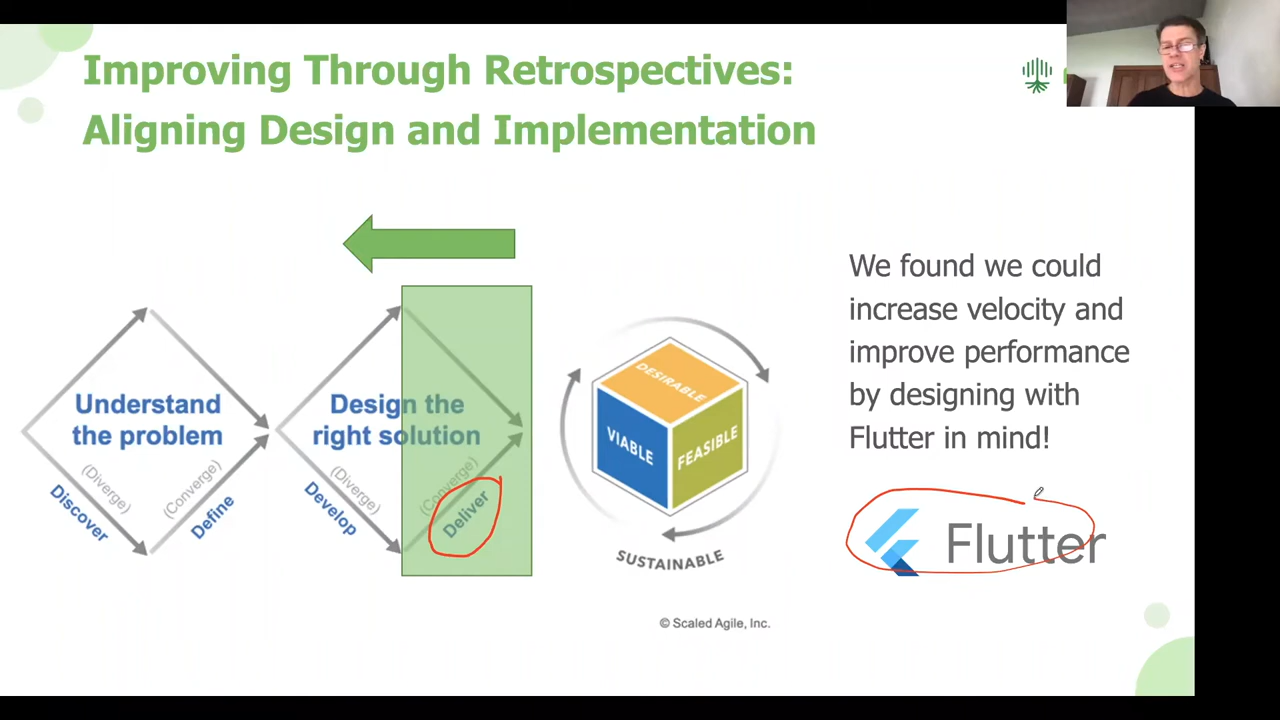 Improving Through Retrospectives:
Aligning Design and Implementation
Understand
the problem
(Diverge)
Discover
(Converge)
Define
Design the
right solution
(Diverge)
Develop
(Converge)
Deliver
DESIRABLE
VIABLE
FEASIBLE
SUSTAINABLE
© Scaled Agile, Inc.
We found we could
increase velocity and
improve performance
by designing with
Flutter in mind!
Flutter